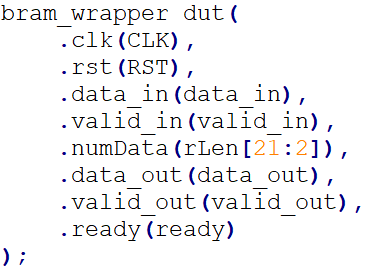 bram_wrapper dut(
.clk(CLK),
.rst(RST),
.data_in(data_in),
.valid_in(valid_in),
.numData(rLen[21:2]),
.data_out(data_out),
.valid_out(valid_out),
.ready(ready)
);